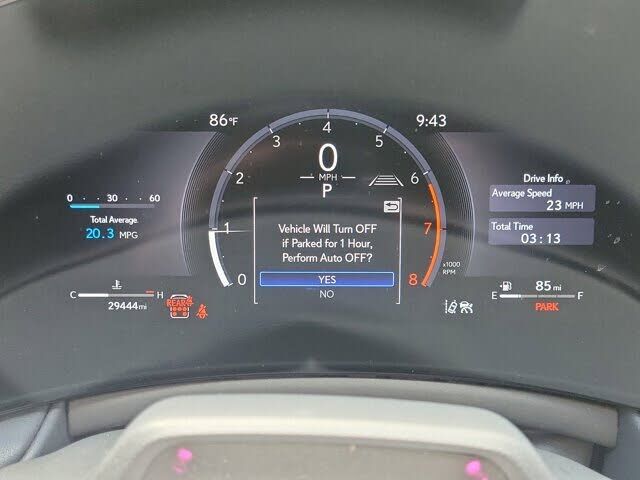 86°F
9:43
0 30 60
Total Average
20.3 MPG
0
1
2
3
4
5
6
7
8
x1000
RPM
0
MPH
P
Vehicle Will Turn OFF
if Parked for 1 Hour,
Perform Auto OFF?
YES
NO
Drive Info
Average Speed
23 MPH
Total Time
03:13
C H
29444mi
REAR
85 mi
E F
PARK